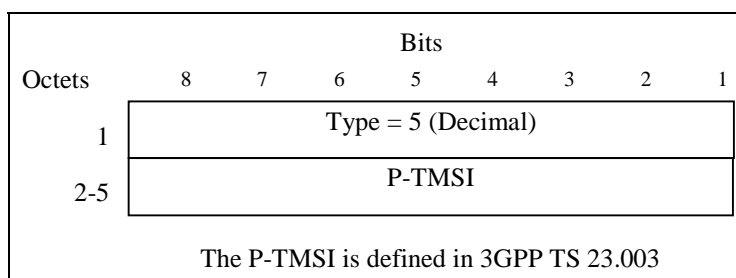 Bits
Octets 8 7 6 5 4 3 2 1
1 Type = 5 (Decimal)
2-5 P-TMSI
The P-TMSI is defined in 3GPP TS 23.003